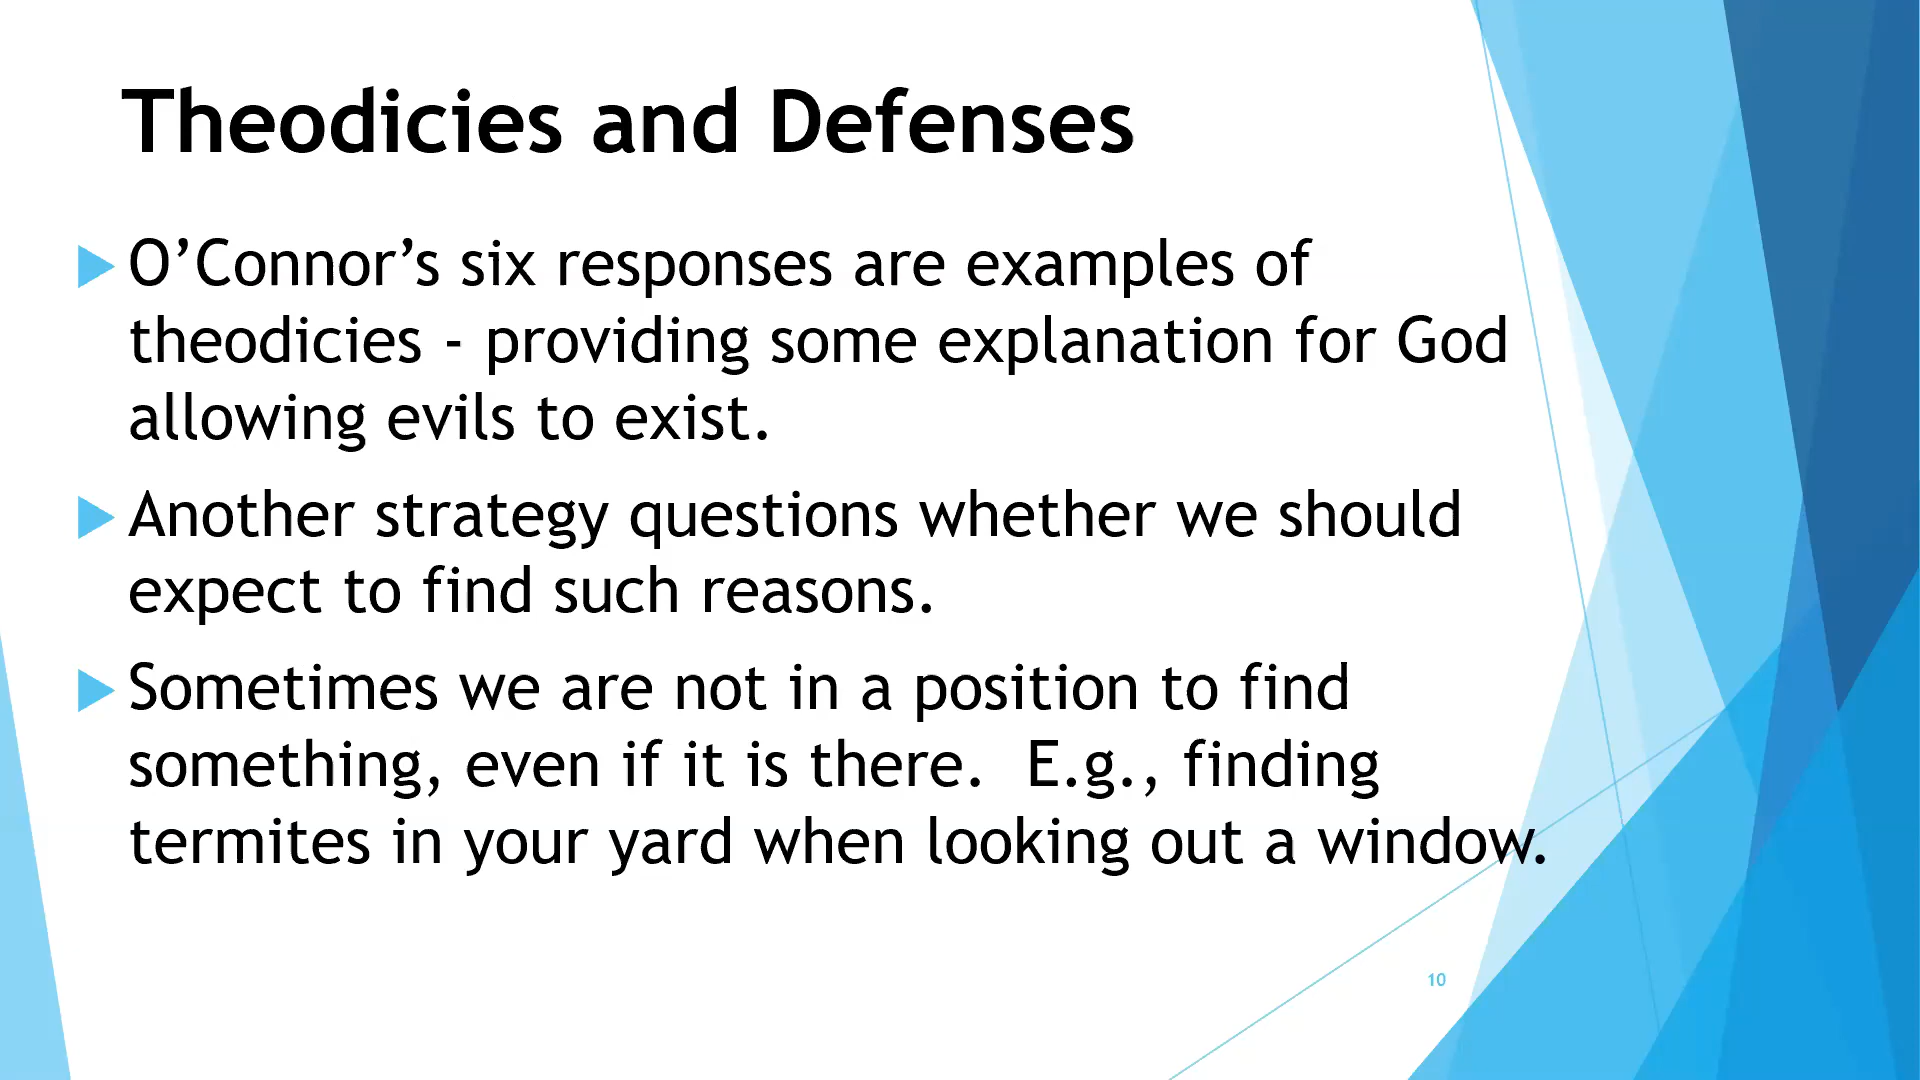 Theodicies and Defenses
O’Connor’s six responses are examples of
theodicies - providing some explanation for God
allowing evils to exist.
Another strategy questions whether we should
expect to find such reasons.
Sometimes we are not in a position to find
something, even if it is there.  E.g., finding
termites in your yard when looking out a window.
10